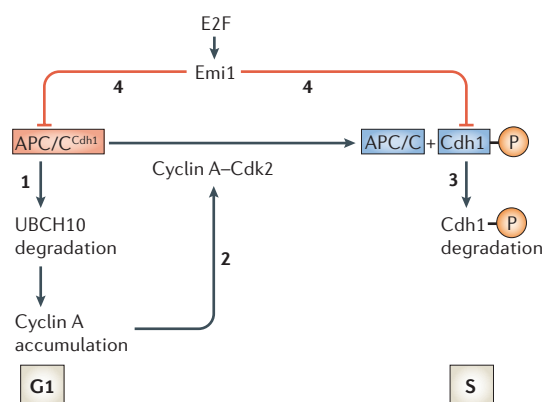 E2F
Emi1
4
4
APC/C^Cdh1
APC/C + Cdh1 P
Cyclin A–Cdk2
1
3
UBCH10
degradation
Cdh1 P
degradation
2
Cyclin A
accumulation
G1
S